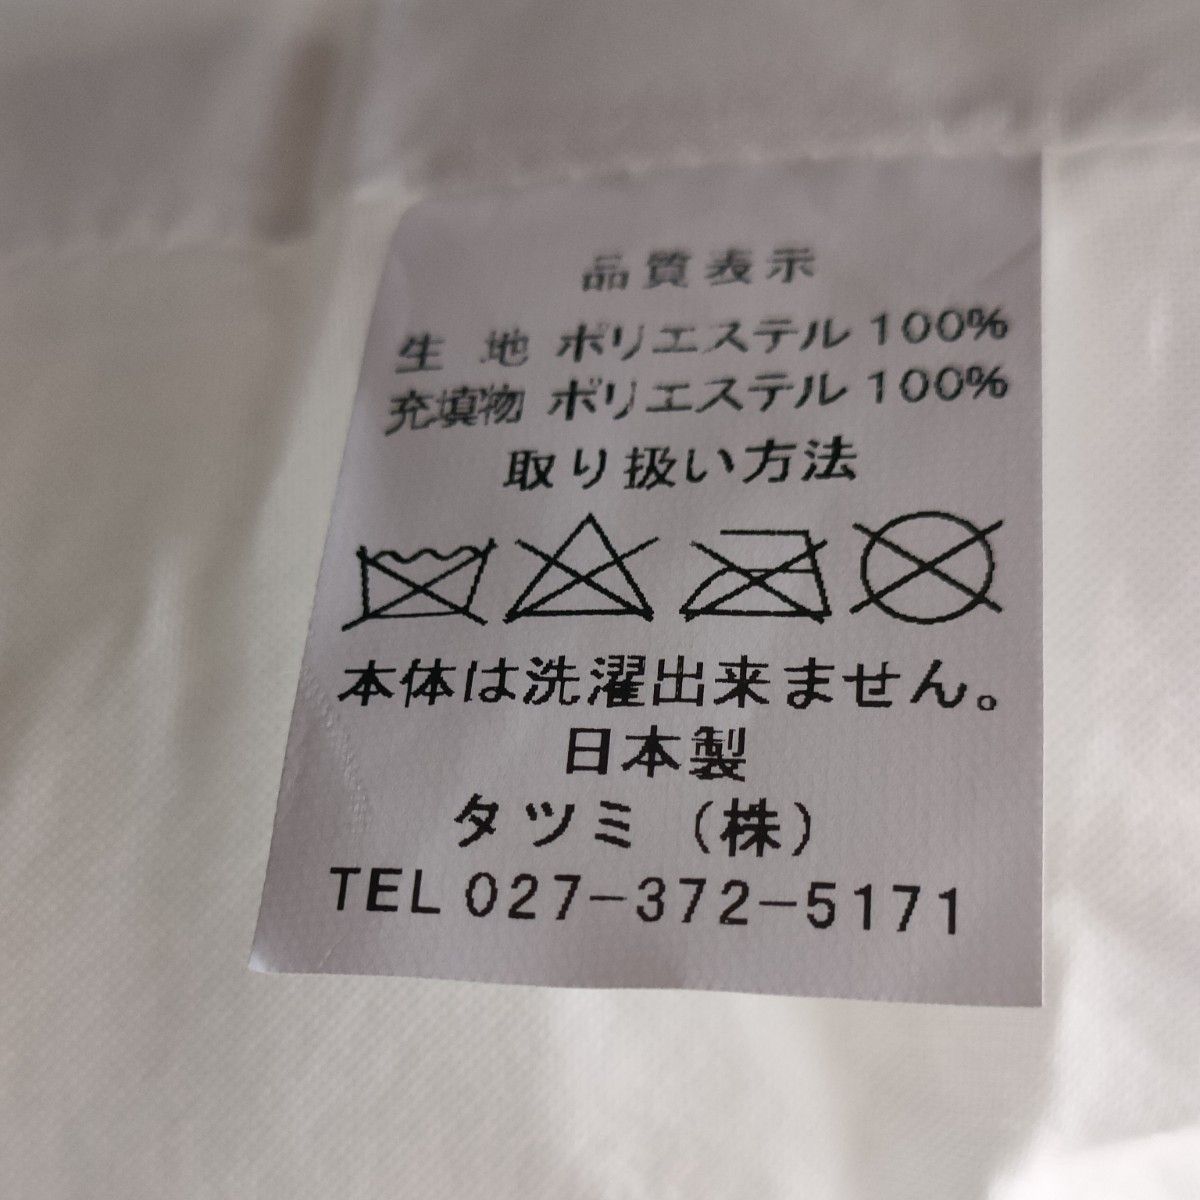 品質表示
生 地 ポリエステル 100%
充填物 ポリエステル 100%
取り扱い方法
本体は洗濯出来ません。
日本製
タツミ（株）
TEL 027-372-5171